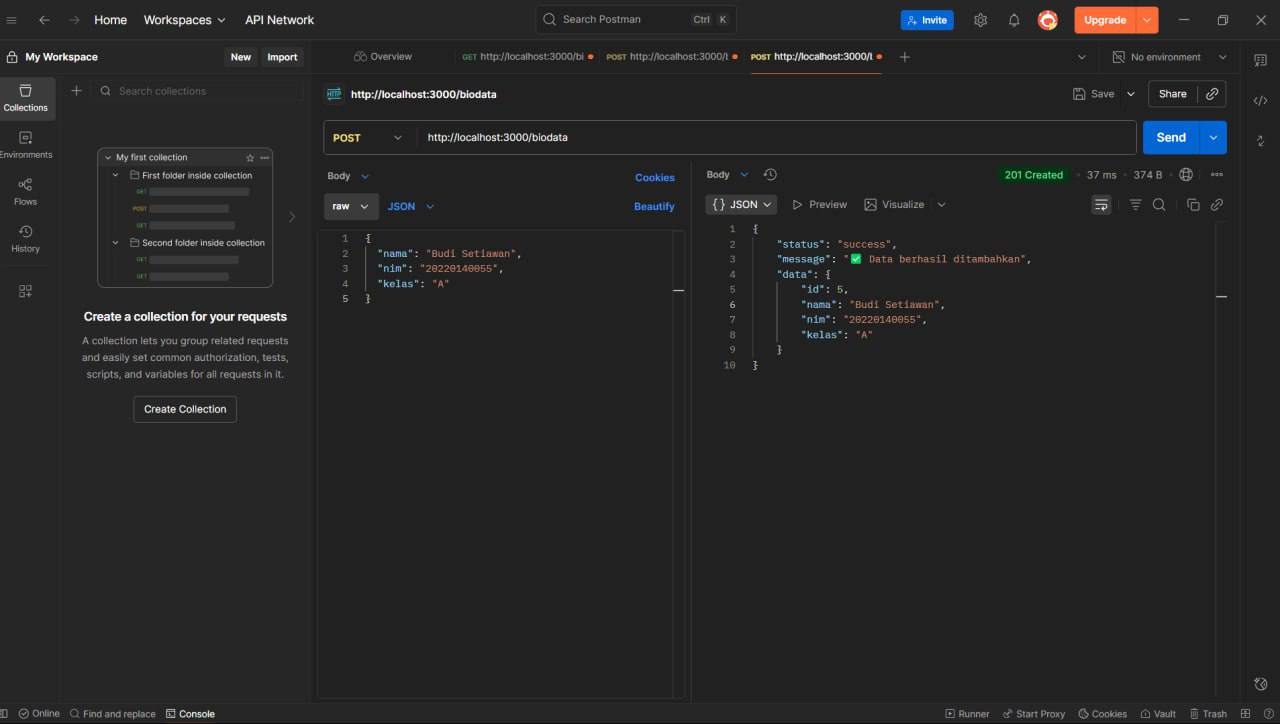 Home Workspaces API Network Search Postman Ctrl K Invite Upgrade
My Workspace New Import Overview GET http://localhost:3000/bi POST http://localhost:3000/t POST http://localhost:3000/t No environment
Collections
Search collections
http://localhost:3000/biodata Save Share
POST http://localhost:3000/biodata Send
Environments
Flows
History
My first collection
First folder inside collection
GET
POST
GET
Second folder inside collection
GET
GET
Create a collection for your requests
A collection lets you group related requests
and easily set common authorization, tests,
scripts, and variables for all requests in it.
Create Collection
Body Cookies
raw JSON Beautify
1 {
2 "nama": "Budi Setiawan",
3 "nim": "20220140055",
4 "kelas": "A"
5 }
Body 201 Created • 37 ms • 374 B •
{} JSON Preview Visualize
1 {
2 "status": "success",
3 "message": "✅ Data berhasil ditambahkan",
4 "data": {
5 "id": 5,
6 "nama": "Budi Setiawan",
7 "nim": "20220140055",
8 "kelas": "A"
9 }
10 }
Online Find and replace Console Runner Start Proxy Cookies Vault Trash